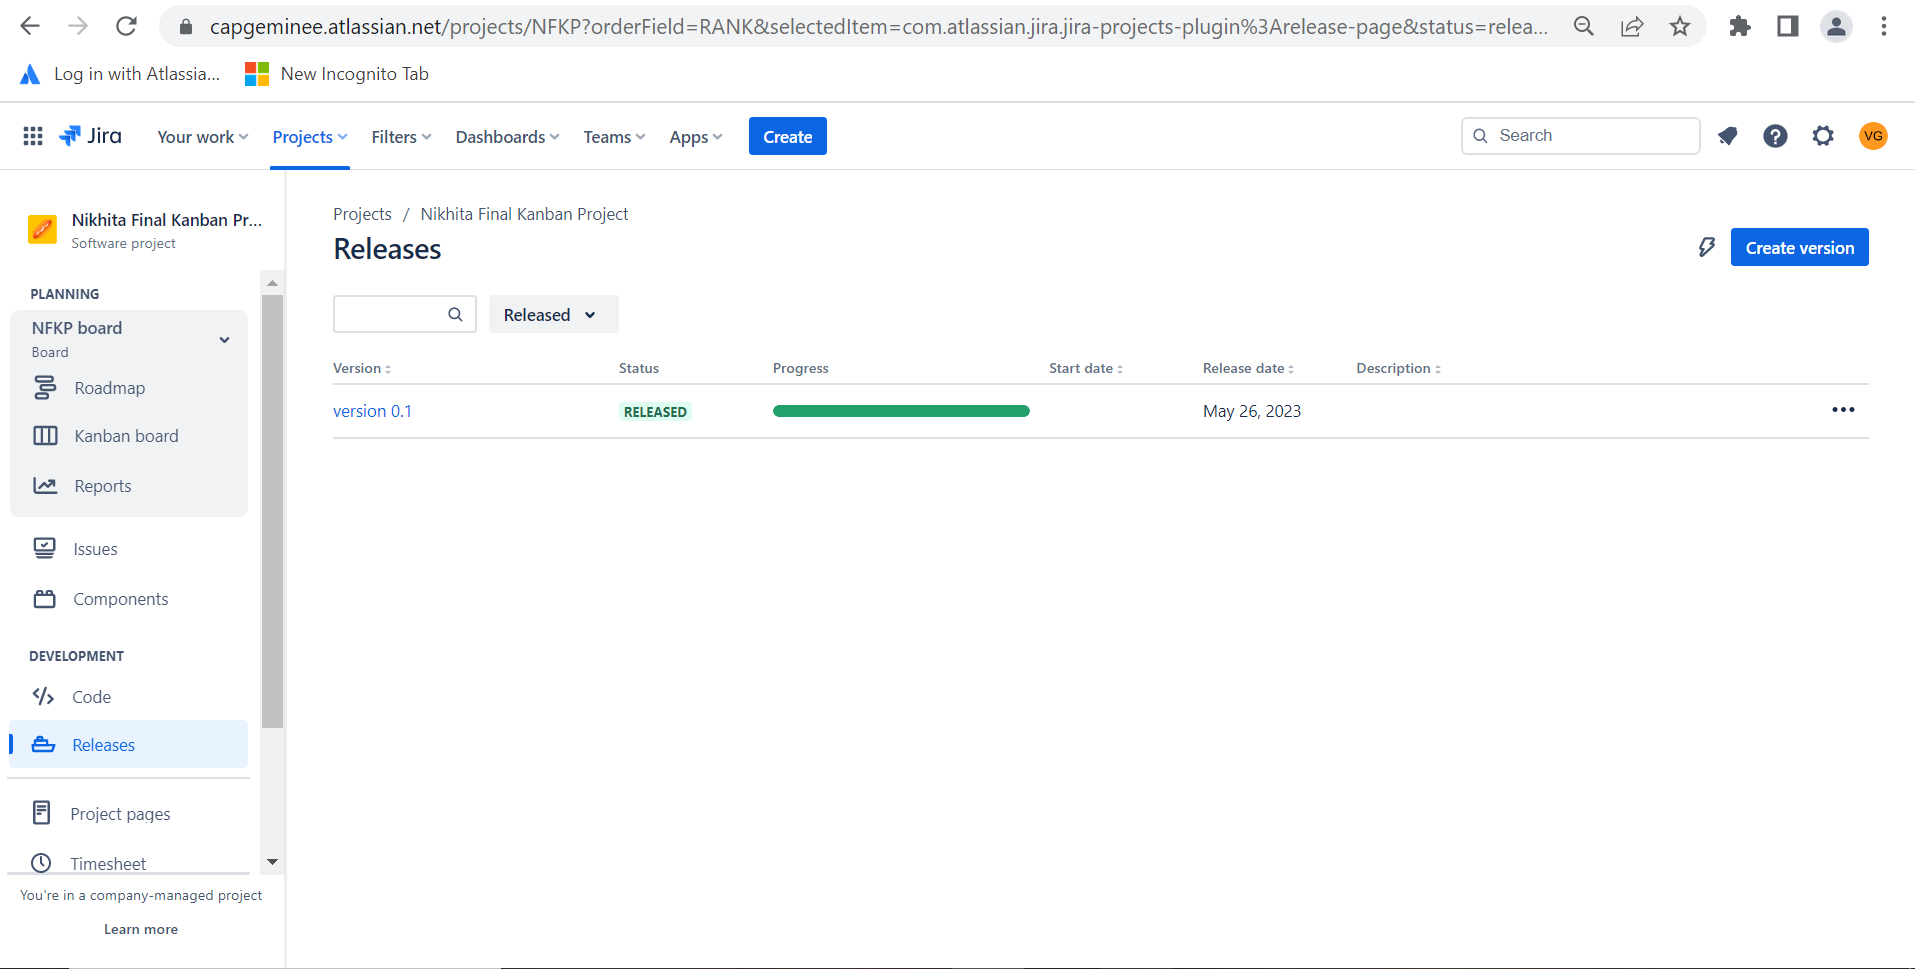 capgeminee.atlassian.net/projects/NFKP?orderField=RANK&selectedItem=com.atlassian.jira.jira-projects-plugin%3Arelease-page&status=relea...
Log in with Atlassia... New Incognito Tab
Jira Your work Projects Filters Dashboards Teams Apps Create Search VG
Nikhita Final Kanban Pr...
Software project
PLANNING
NFKP board
Board
Roadmap
Kanban board
Reports
Issues
Components
DEVELOPMENT
Code
Releases
Project pages
Timesheet
You're in a company-managed project
Learn more
Projects / Nikhita Final Kanban Project
Releases
Create version
Released
Version Status Progress Start date Release date Description
version 0.1 RELEASED May 26, 2023